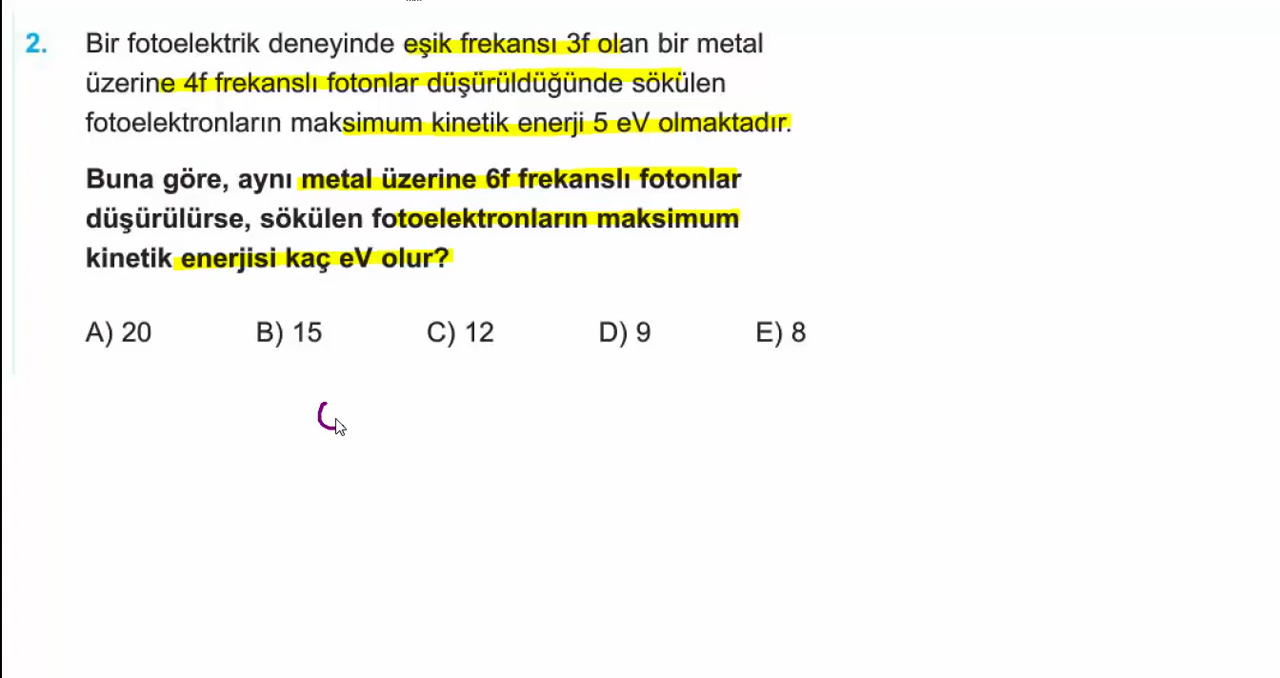 2. Bir fotoelektrik deneyinde eşik frekansı 3f olan bir metal
üzerine 4f frekanslı fotonlar düşürüldüğünde sökülen
fotoelektronların maksimum kinetik enerji 5 eV olmaktadır.
Buna göre, aynı metal üzerine 6f frekanslı fotonlar
düşürülürse, sökülen fotoelektronların maksimum
kinetik enerjisi kaç eV olur?
A) 20 B) 15 C) 12 D) 9 E) 8